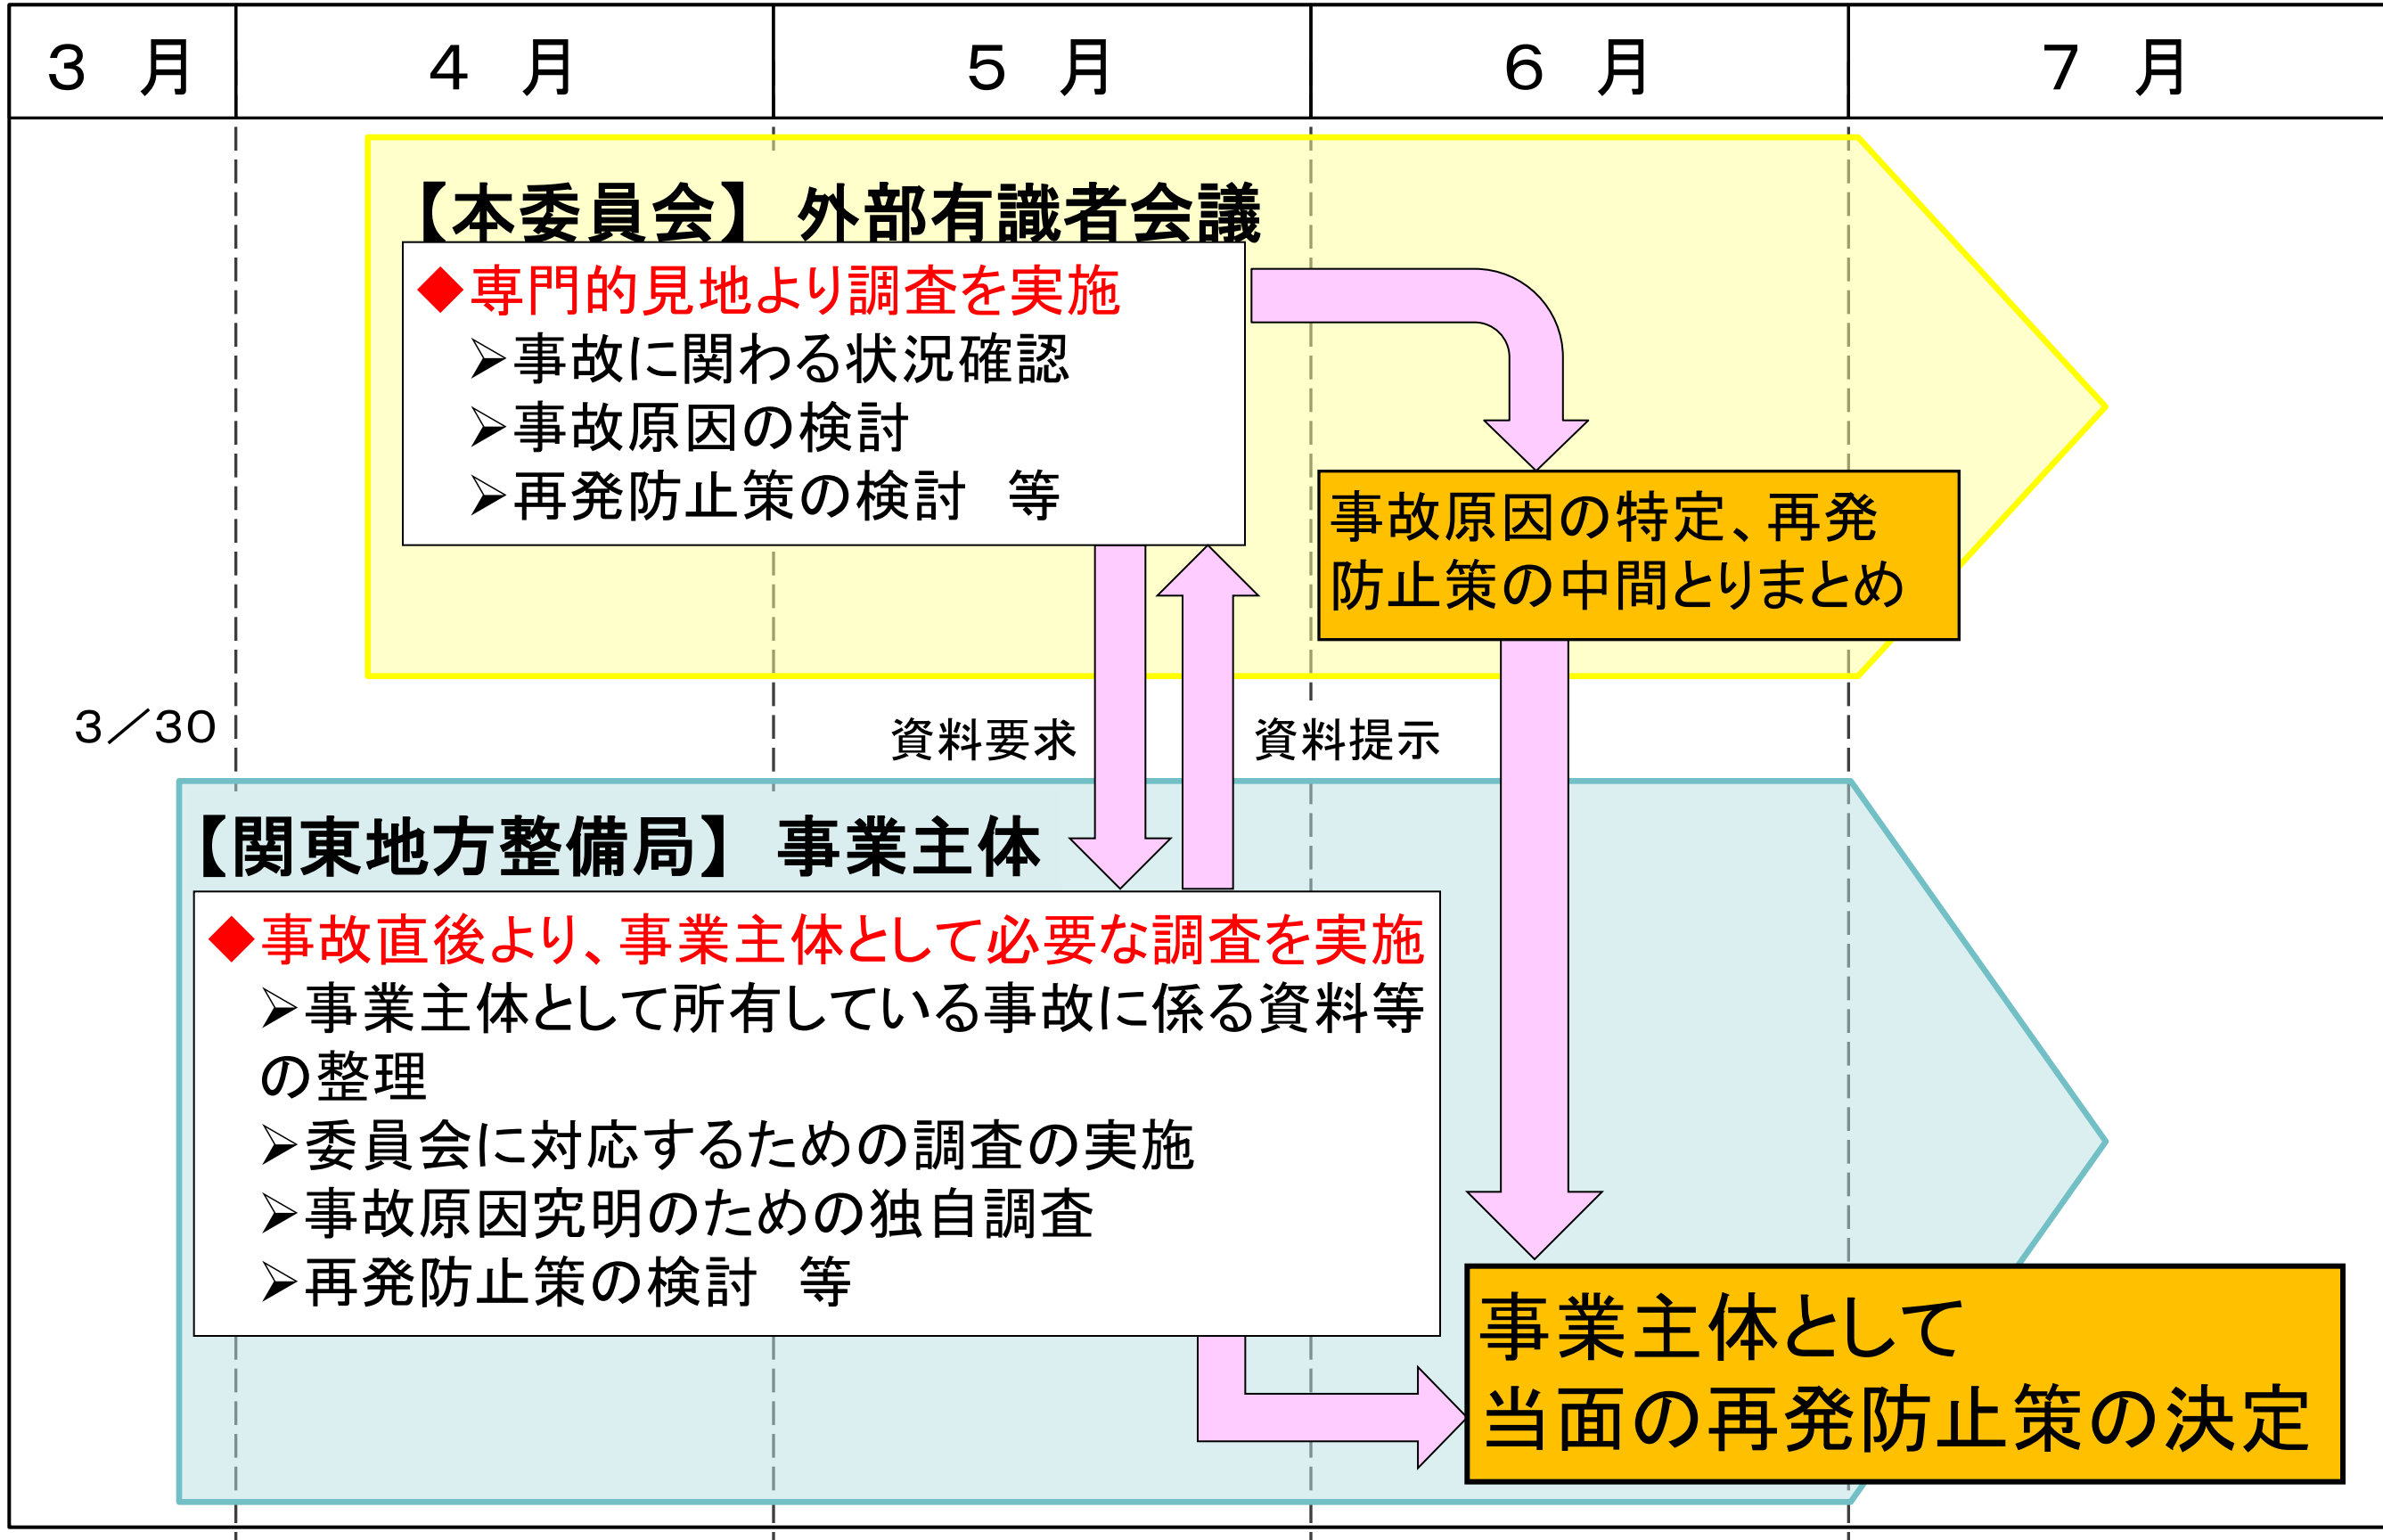 3 月
4 月
5 月
6 月
7 月
【本委員会】 外部有識者会議
◆専門的見地より調査を実施
➢事故に関わる状況確認
➢事故原因の検討
➢再発防止策の検討 等
事故原因の特定、再発
防止策の中間とりまとめ
3/30
資料要求
資料提示
【関東地方整備局】 事業主体
◆事故直後より、事業主体として必要な調査を実施
➢事業主体として所有している事故に係る資料等
の整理
➢委員会に対応するための調査の実施
➢事故原因究明のための独自調査
➢再発防止策の検討 等
事業主体として
当面の再発防止策の決定